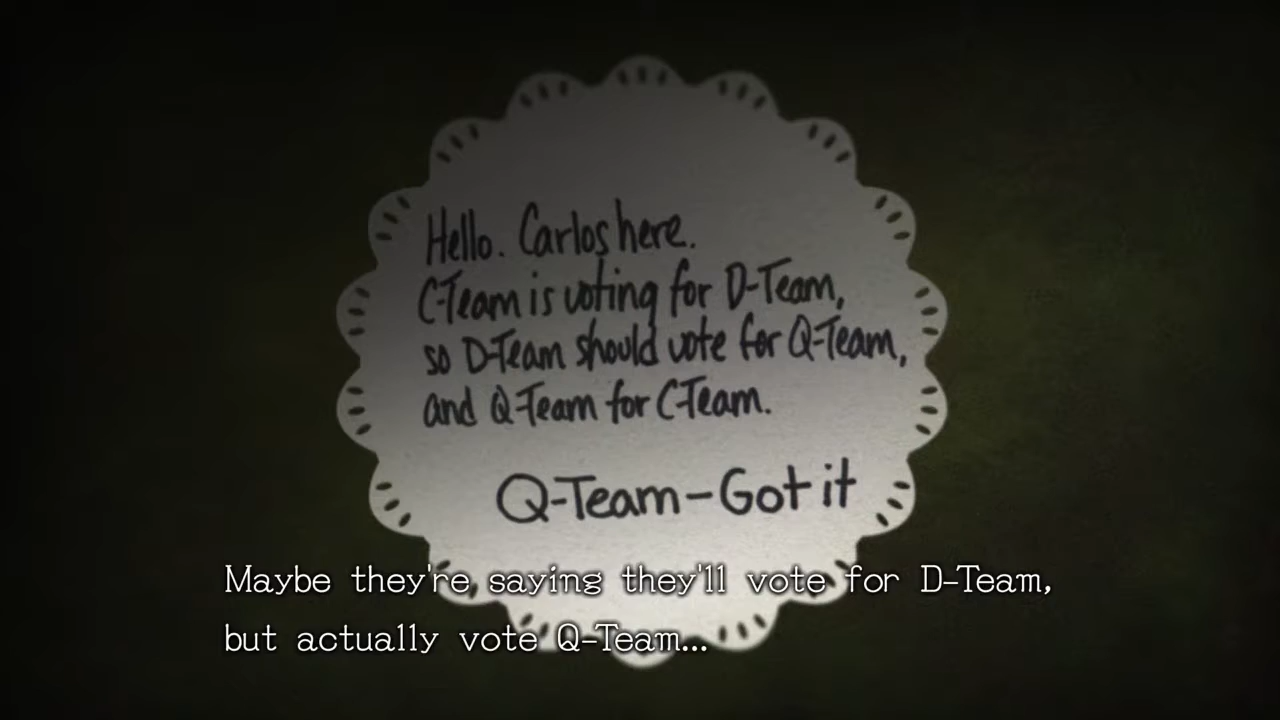 Hello. Carlos here.
C-Team is voting for D-Team,
so D-Team should vote for Q-Team,
and Q-Team for C-Team.
Q-Team-Got it
Maybe they're saying they'll vote for D-Team,
but actually vote Q-Team...